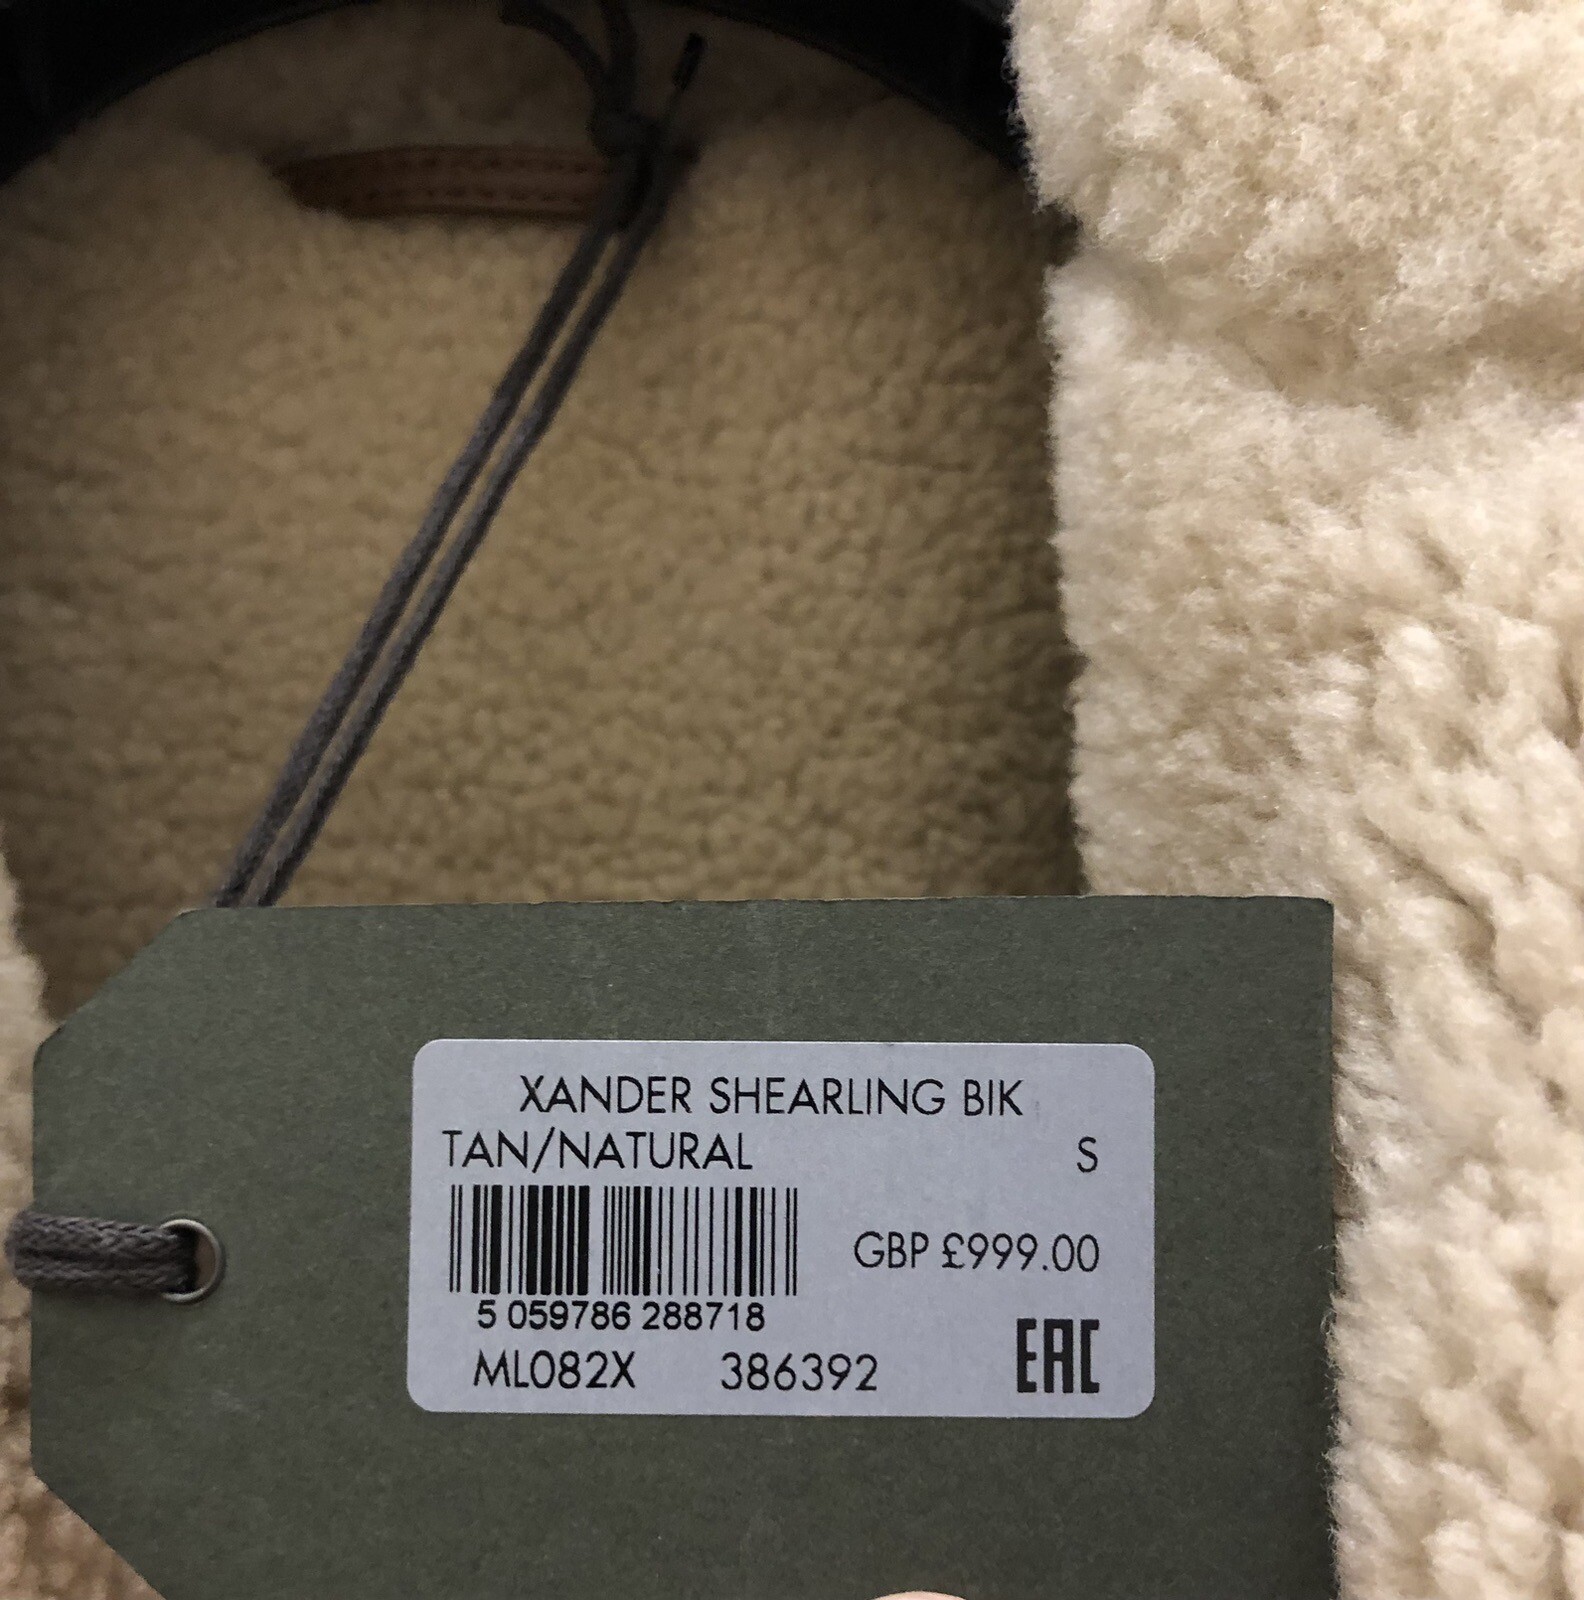 XANDER SHEARLING BIK
TAN/NATURAL S
GBP £999.00
5 059786 288718
ML082X 386392
EAC